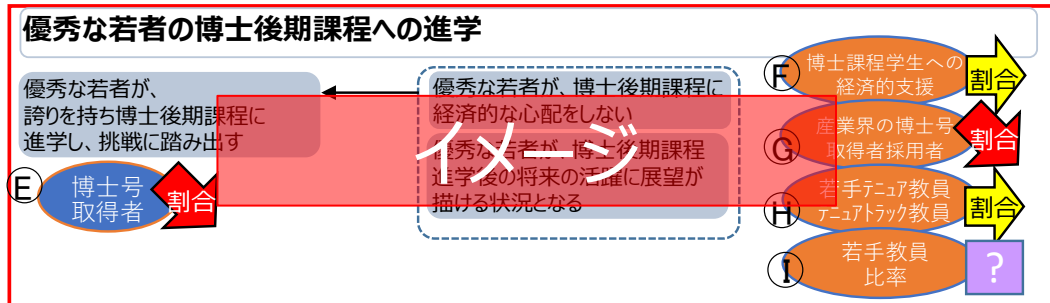 優秀な若者の博士後期課程への進学
優秀な若者が、
誇りを持ち博士後期課程に
進学し、挑戦に踏み出す
Ⓔ
博士号
取得者
割合
優秀な若者が、博士後期課程に
経済的な心配をしない
優秀な若者が、博士後期課程
進学後の将来の活躍に展望が
描ける状況となる
イメージ
Ⓕ
博士課程学生への
経済的支援
割合
Ⓖ
産業界の博士号
取得者採用者
割合
Ⓗ
若手テニュア教員
テニュアトラック教員
割合
Ⓘ
若手教員
比率
?